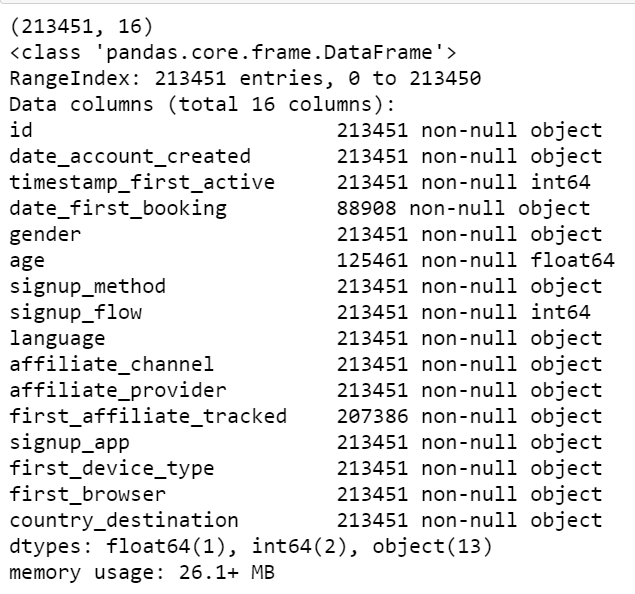 (213451, 16)
<class 'pandas.core.frame.DataFrame'>
RangeIndex: 213451 entries, 0 to 213450
Data columns (total 16 columns):
id                         213451 non-null object
date_account_created       213451 non-null object
timestamp_first_active     213451 non-null int64
date_first_booking         88908 non-null object
gender                     213451 non-null object
age                        125461 non-null float64
signup_method              213451 non-null object
signup_flow                213451 non-null int64
language                   213451 non-null object
affiliate_channel          213451 non-null object
affiliate_provider         213451 non-null object
first_affiliate_tracked    207386 non-null object
signup_app                 213451 non-null object
first_device_type          213451 non-null object
first_browser              213451 non-null object
country_destination        213451 non-null object
dtypes: float64(1), int64(2), object(13)
memory usage: 26.1+ MB